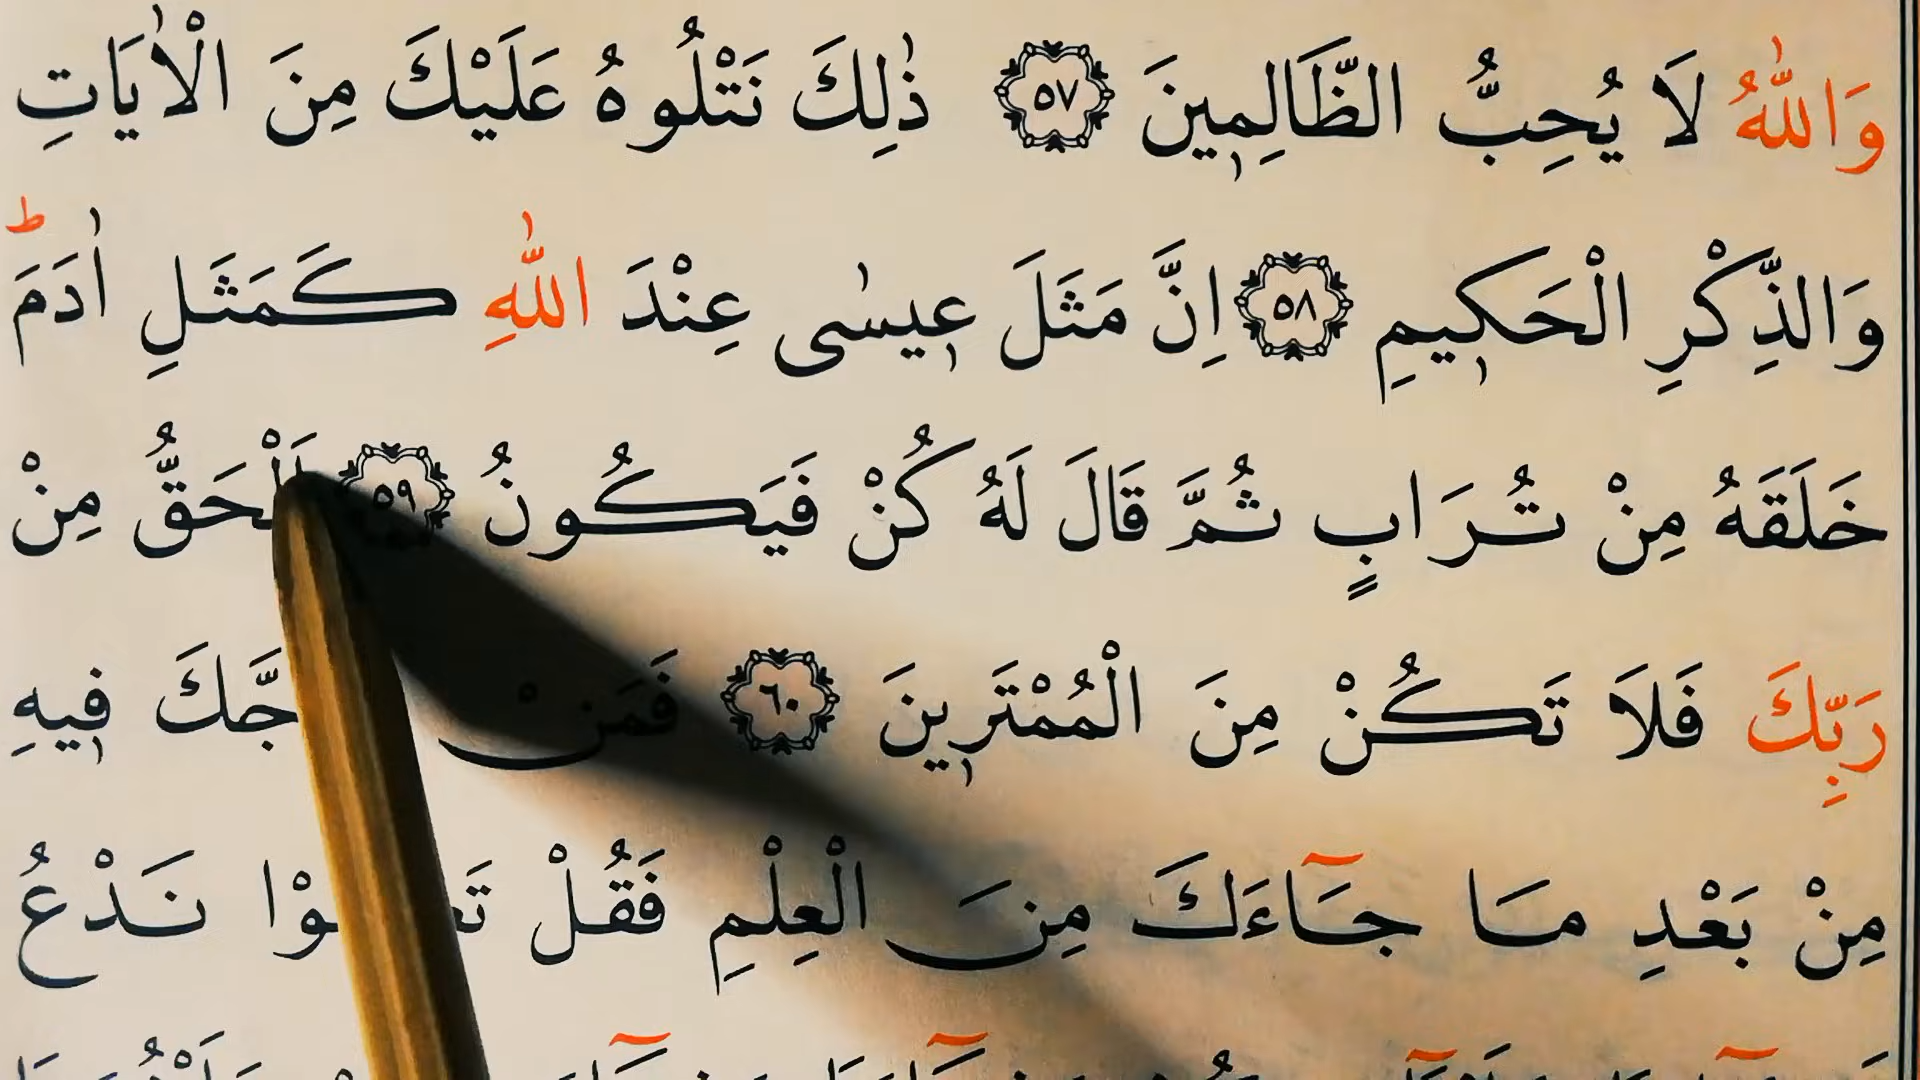 وَاللّٰهُ لَا يُحِبُّ الظَّالِمٖينَ ٥٧ ذٰلِكَ نَتْلُوهُ عَلَيْكَ مِنَ الْاٰيَاتِ
وَالذِّكْرِ الْحَكٖيمِ ٥٨ اِنَّ مَثَلَ عٖيسٰى عِنْدَ اللّٰهِ كَمَثَلِ اٰدَمَ ط
خَلَقَهُ مِنْ تُرَابٍ ثُمَّ قَالَ لَهُ كُنْ فَيَكُونُ ٥٩ اَلْحَقُّ مِنْ
رَبِّكَ فَلَا تَكُنْ مِنَ الْمُمْتَرٖينَ ٦٠ فَمَنْ جَّكَ فٖيهِ
مِنْ بَعْدِ مَا جَٓاءَكَ مِنَ الْعِلْمِ فَقُلْ تَعَالَوْا نَدْعُ